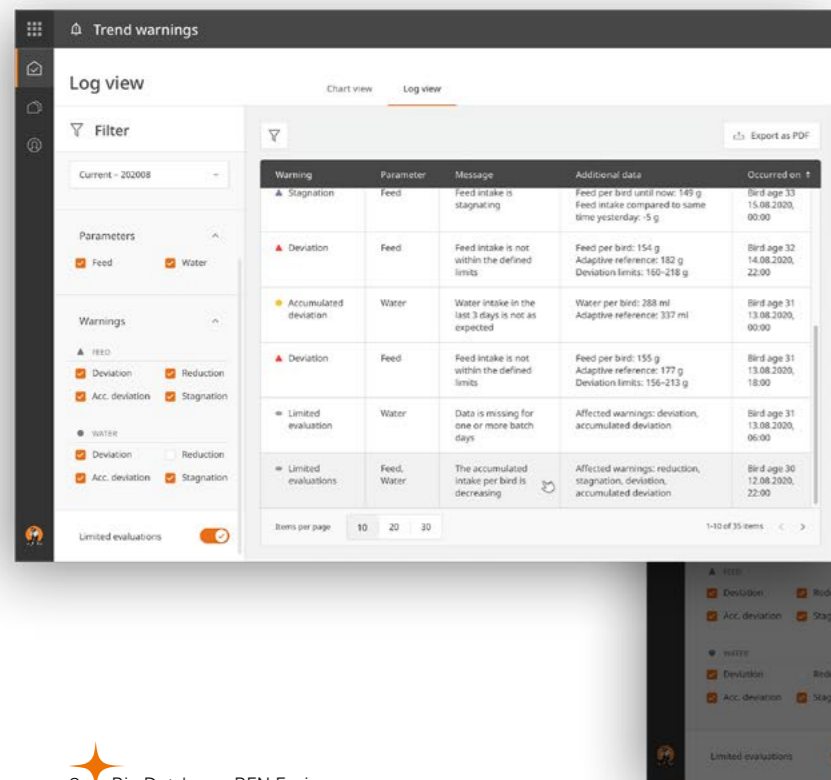 Trend warnings
Log view
Chart view Log view
Filter
Export as PDF
Current – 202008
Parameters
Feed Water
Warnings
FEED
Deviation Reduction
Acc. deviation Stagnation
WATER
Deviation Reduction
Acc. deviation Stagnation
Limited evaluations
Warning Parameter Message Additional data Occurred on
Stagnation Feed Feed intake is Feed per bird until now: 149 g Bird age 33
stagnating Feed intake compared to same 15.08.2020,
time yesterday: -5 g 00:00
Deviation Feed Feed intake is not Feed per bird: 154 g Bird age 32
within the defined Adaptive reference: 182 g 14.08.2020,
limits Deviation limits: 160–218 g 22:00
Accumulated Water Water intake in the Water per bird: 288 ml Bird age 31
deviation last 3 days is not as Adaptive reference: 337 ml 13.08.2020,
expected 00:00
Deviation Feed Feed intake is not Feed per bird: 155 g Bird age 31
within the defined Adaptive reference: 177 g 13.08.2020,
limits Deviation limits: 156–213 g 18:00
Limited Water Data is missing for Affected warnings: deviation, Bird age 31
evaluation one or more batch accumulated deviation 13.08.2020,
days 06:00
Limited Feed, The accumulated Affected warnings: reduction, Bird age 30
evaluations Water intake per bird is stagnation, deviation, 12.08.2020,
decreasing accumulated deviation 22:00
Items per page 10 20 30 1-10 of 35 items
FEED
Deviation
Acc. deviation
WATER
Deviation
Acc. deviation
Limited evaluations